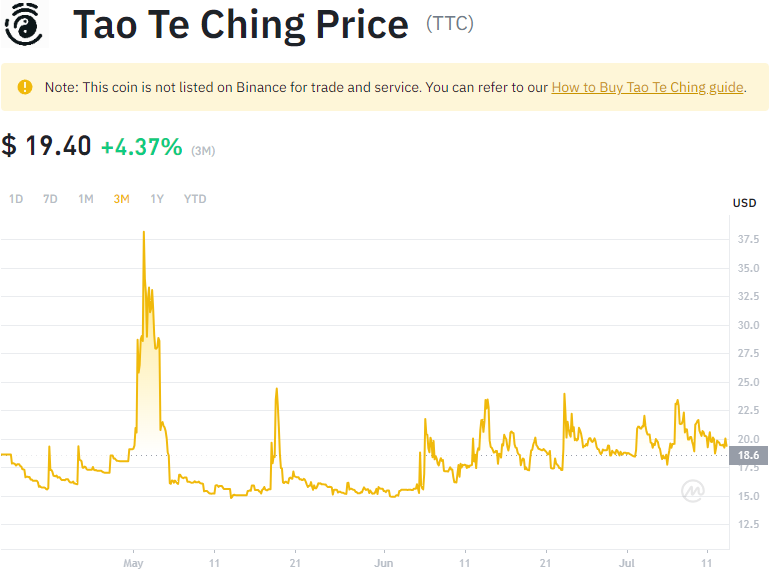 Tao Te Ching Price (TTC)
Note: This coin is not listed on Binance for trade and service. You can refer to our How to Buy Tao Te Ching guide.
$ 19.40 +4.37% (3M)
1D 7D 1M 3M 1Y YTD
USD
37.5
35.0
32.5
30.0
27.5
25.0
22.5
20.0
18.6
17.5
15.0
12.5
May 11 21 Jun 11 21 Jul 11